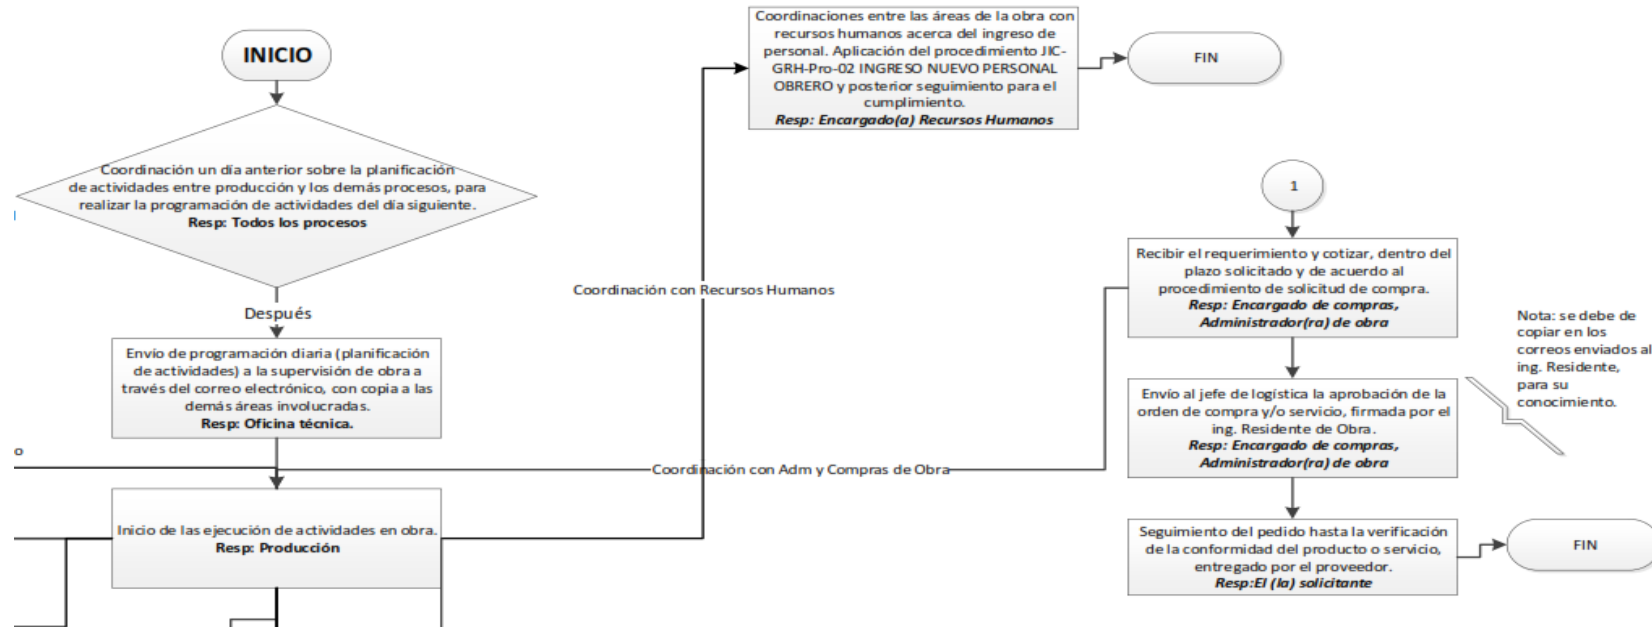 INICIO
Coordinación un día anterior sobre la planificación
de actividades entre producción y los demás procesos, para
realizar la programación de actividades del día siguiente.
Resp: Todos los procesos
Después
Envío de programación diaria (planificación
de actividades) a la supervisión de obra a
través del correo electrónico, con copia a las
demás áreas involucradas.
Resp: Oficina técnica.
o
Inicio de las ejecución de actividades en obra.
Resp: Producción
Coordinación con Recursos Humanos
Coordinación con Adm y Compras de Obra
Coordinaciones entre las áreas de la obra con
recursos humanos acerca del ingreso de
personal. Aplicación del procedimiento JIC-
GRH-Pro-02 INGRESO NUEVO PERSONAL
OBRERO y posterior seguimiento para el
cumplimiento.
Resp: Encargado(a) Recursos Humanos
FIN
1
Recibir el requerimiento y cotizar, dentro del
plazo solicitado y de acuerdo al
procedimiento de solicitud de compra.
Resp: Encargado de compras,
Administrador(ra) de obra
Envío al jefe de logística la aprobación de la
orden de compra y/o servicio, firmada por el
ing. Residente de Obra.
Resp: Encargado de compras,
Administrador(ra) de obra
Nota: se debe de
copiar en los
correos enviados al
ing. Residente,
para su
conocimiento.
Seguimiento del pedido hasta la verificación
de la conformidad del producto o servicio,
entregado por el proveedor.
Resp:El (la) solicitante
FIN